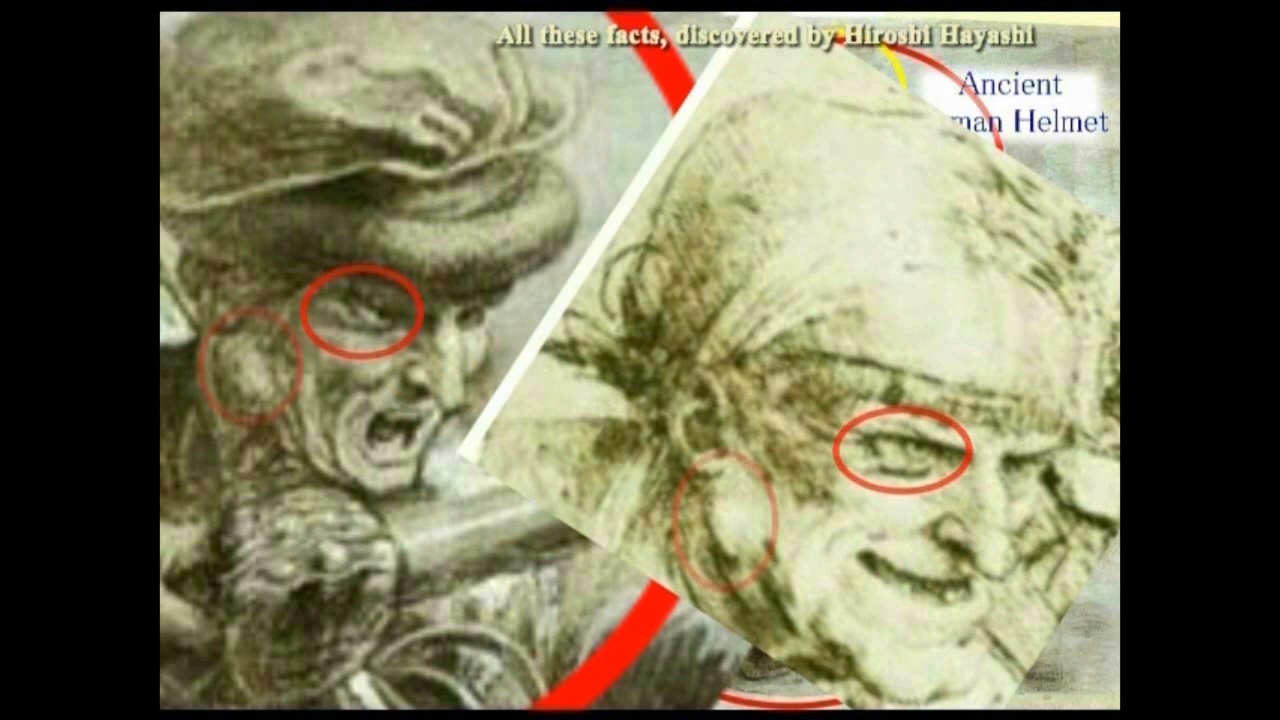 All these facts, discovered by Hiroshi Hayashi
Ancient
man Helmet